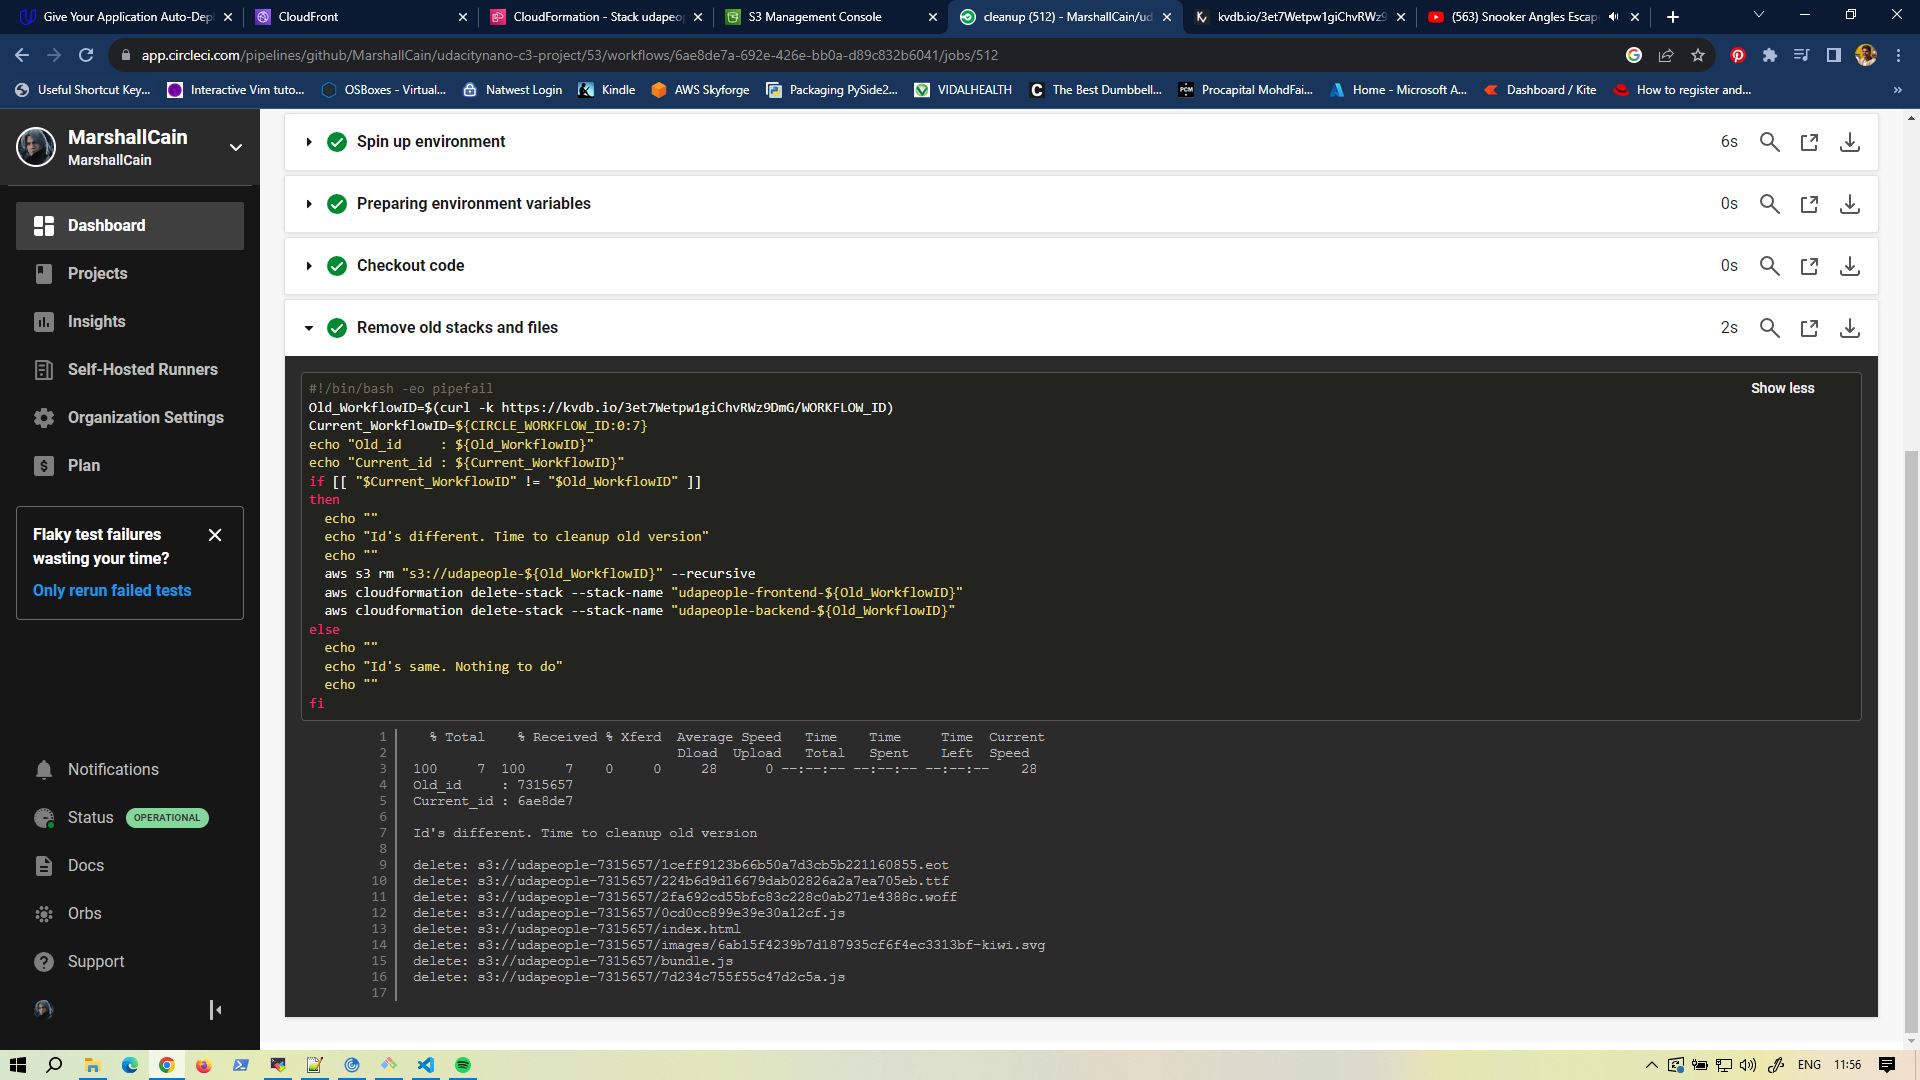 Give Your Application Auto-Dep
CloudFront
CloudFormation - Stack udapeop
S3 Management Console
cleanup (512) - MarshallCain/ud
kvdb.io/3et7Wetpw1giChvRWz9
(563) Snooker Angles Escap
app.circleci.com/pipelines/github/MarshallCain/udacitynano-c3-project/53/workflows/6ae8de7a-692e-426e-bb0a-d89c832b6041/jobs/512
Useful Shortcut Key...
Interactive Vim tuto...
OSBoxes - Virtual...
Natwest Login
Kindle
AWS Skyforge
Packaging PySide2...
VIDALHEALTH
The Best Dumbbell...
Procapital MohdFai...
Home - Microsoft A...
Dashboard / Kite
How to register and...
»
MarshallCain
MarshallCain
Dashboard
Projects
Insights
Self-Hosted Runners
Organization Settings
Plan
Flaky test failures
wasting your time?
Only rerun failed tests
Notifications
Status OPERATIONAL
Docs
Orbs
Support
Spin up environment 6s
Preparing environment variables 0s
Checkout code 0s
Remove old stacks and files 2s
Show less
#!/bin/bash -eo pipefail
Old_WorkflowID=$(curl -k https://kvdb.io/3et7Wetpw1giChvRWz9DmG/WORKFLOW_ID)
Current_WorkflowID=${CIRCLE_WORKFLOW_ID:0:7}
echo "Old_id     : ${Old_WorkflowID}"
echo "Current_id : ${Current_WorkflowID}"
if [[ "$Current_WorkflowID" != "$Old_WorkflowID" ]]
then
  echo ""
  echo "Id's different. Time to cleanup old version"
  echo ""
  aws s3 rm "s3://udapeople-${Old_WorkflowID}" --recursive
  aws cloudformation delete-stack --stack-name "udapeople-frontend-${Old_WorkflowID}"
  aws cloudformation delete-stack --stack-name "udapeople-backend-${Old_WorkflowID}"
else
  echo ""
  echo "Id's same. Nothing to do"
  echo ""
fi
1   % Total    % Received % Xferd  Average Speed   Time    Time     Time  Current
2                                  Dload  Upload   Total   Spent    Left  Speed
3 100     7  100     7    0     0     28      0 --:--:-- --:--:-- --:--:--    28
4 Old_id     : 7315657
5 Current_id : 6ae8de7
6
7 Id's different. Time to cleanup old version
8
9 delete: s3://udapeople-7315657/1ceff9123b66b50a7d3cb5b221160855.eot
10 delete: s3://udapeople-7315657/224b6d9d16679dab02826a2a7ea705eb.ttf
11 delete: s3://udapeople-7315657/2fa692cd55bfc83c228c0ab271e4388c.woff
12 delete: s3://udapeople-7315657/0cd0cc899e39e30a12cf.js
13 delete: s3://udapeople-7315657/index.html
14 delete: s3://udapeople-7315657/images/6ab15f4239b7d187935cf6f4ec3313bf-kiwi.svg
15 delete: s3://udapeople-7315657/bundle.js
16 delete: s3://udapeople-7315657/7d234c755f55c47d2c5a.js
17
ENG 11:56